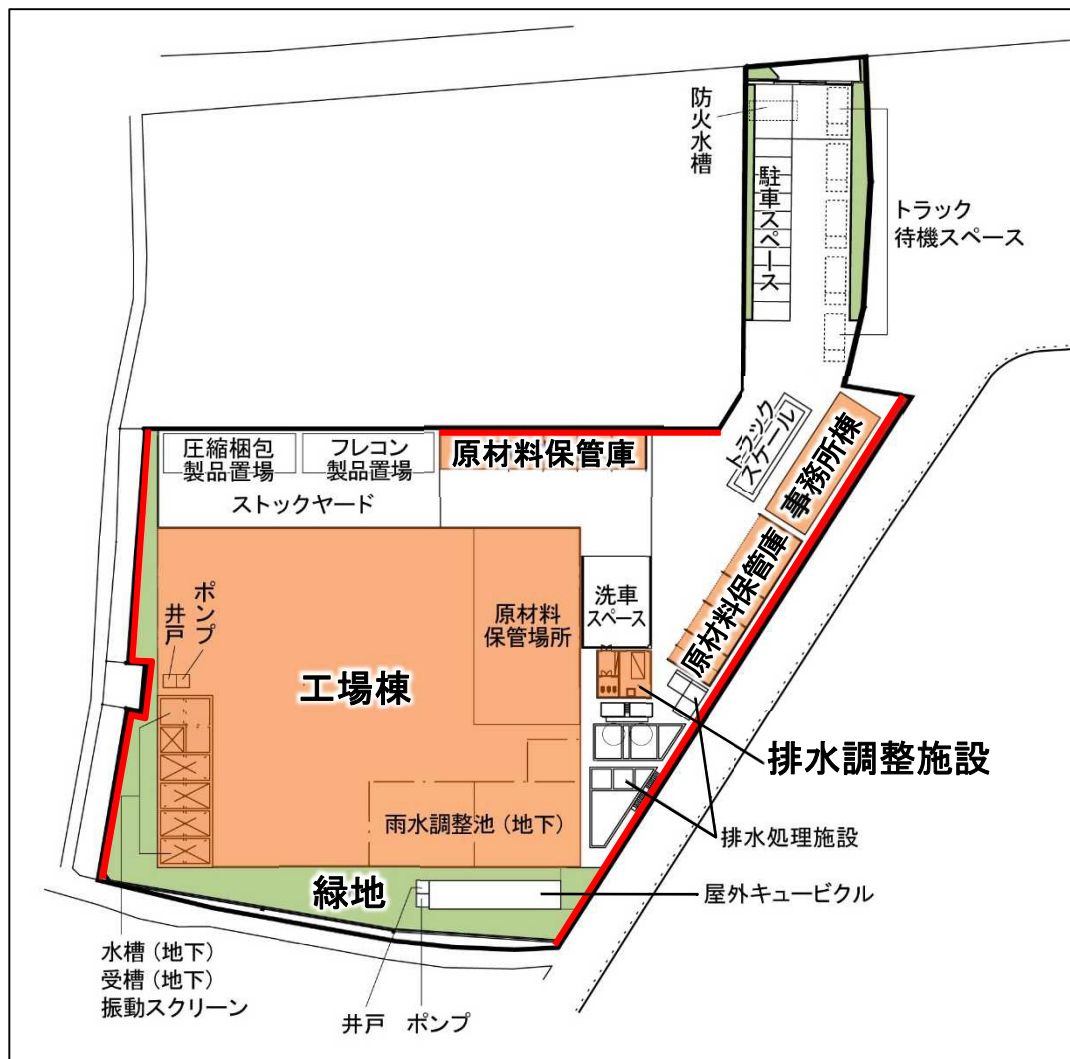 防火水槽
駐車スペース
トラック
待機スペース
トラック
スケール
事務所棟
圧縮梱包
製品置場
フレコン
製品置場
原材料保管庫
ストックヤード
原材料保管庫
洗車
スペース
井戸
ポンプ
原材料
保管場所
工場棟
排水調整施設
雨水調整池（地下）
排水処理施設
緑地
屋外キュービクル
水槽（地下）
受槽（地下）
振動スクリーン
井戸 ポンプ